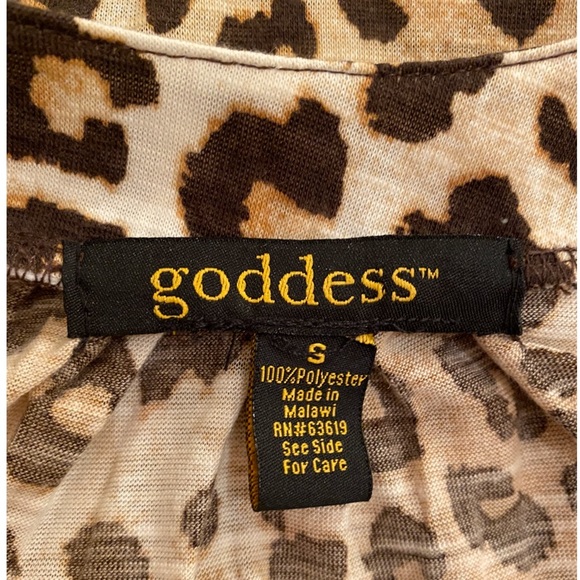 goddess™
S
100%Polyester
Made in
Malawi
RN#63619
See Side
For Care